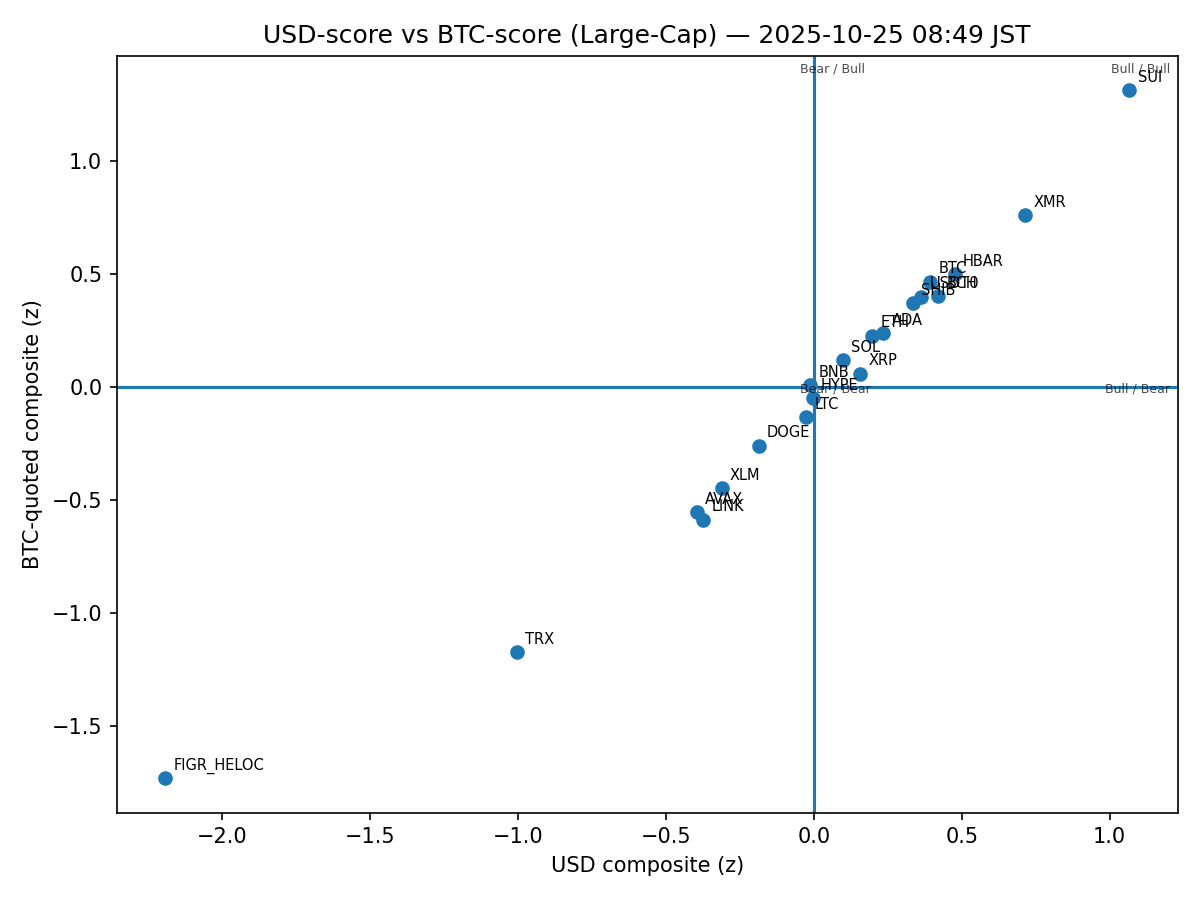 USD-score vs BTC-score (Large-Cap) — 2025-10-25 08:49 JST
Bear / Bull
Bull / Bull
SUI
XMR
HBAR
BTC
BCH
SHIB
ETH
ADA
SOL
XRP
BNB
HYPE
Bear / Bear
Bull / Bear
LTC
DOGE
XLM
AVAX
LINK
TRX
FIGR_HELOC
1.0
0.5
0.0
−0.5
−1.0
−1.5
BTC-quoted composite (z)
−2.0
−1.5
−1.0
−0.5
0.0
0.5
1.0
USD composite (z)